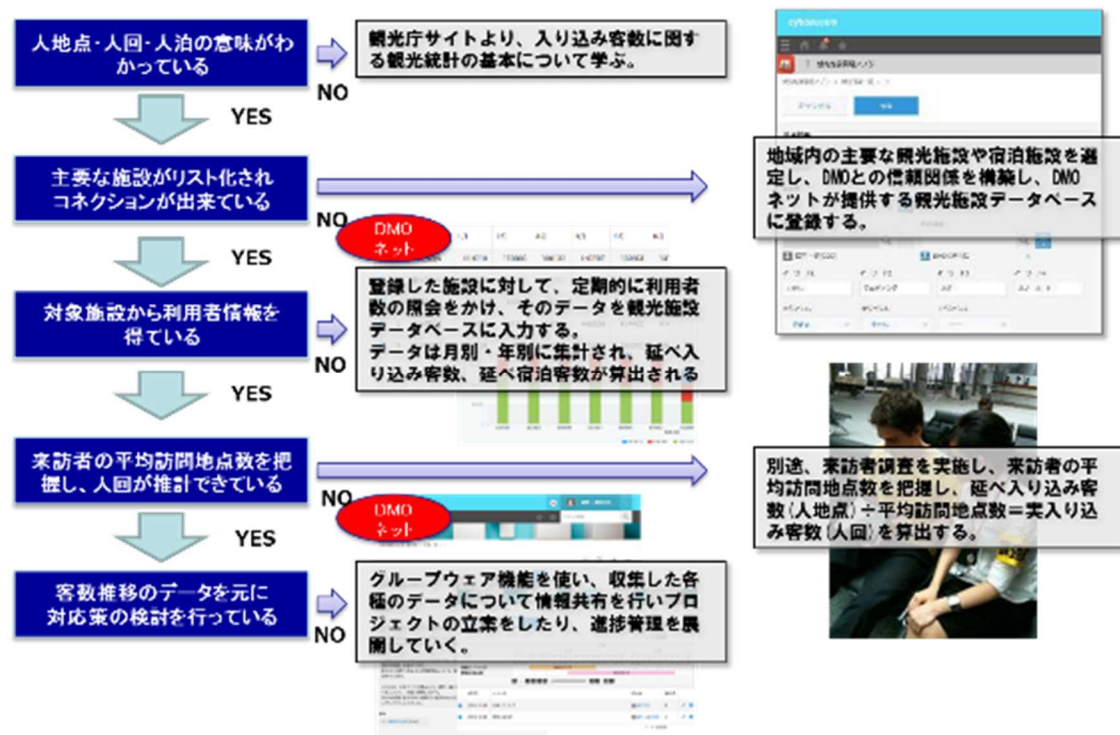 人地点・人回・人泊の意味がわ
かっている
NO
観光庁サイトより、入り込み客数に関す
る観光統計の基本について学ぶ。
YES
主要な施設がリスト化され
コネクションが出来ている
NO
地域内の主要な観光施設や宿泊施設を選
定し、DMOとの信頼関係を構築し、DMO
ネットが提供する観光施設データベース
に登録する。
YES
DMO
ネット
対象施設から利用者情報を
得ている
NO
登録した施設に対して、定期的に利用者
数の照会をかけ、そのデータを観光施設
データベースに入力する。
データは月別・年別に集計され、延べ入
り込み客数、延べ宿泊客数が算出される
YES
来訪者の平均訪問地点数を把
握し、人回が推計できている
NO
別途、来訪者調査を実施し、来訪者の平
均訪問地点数を把握し、延べ入り込み客
数(人地点)÷平均訪問地点数＝実入り込
み客数(人回)を算出する。
YES
DMO
ネット
客数推移のデータを元に
対応策の検討を行っている
NO
グループウェア機能を使い、収集した各
種のデータについて情報共有を行いプロ
ジェクトの立案をしたり、進捗管理を展
開していく。